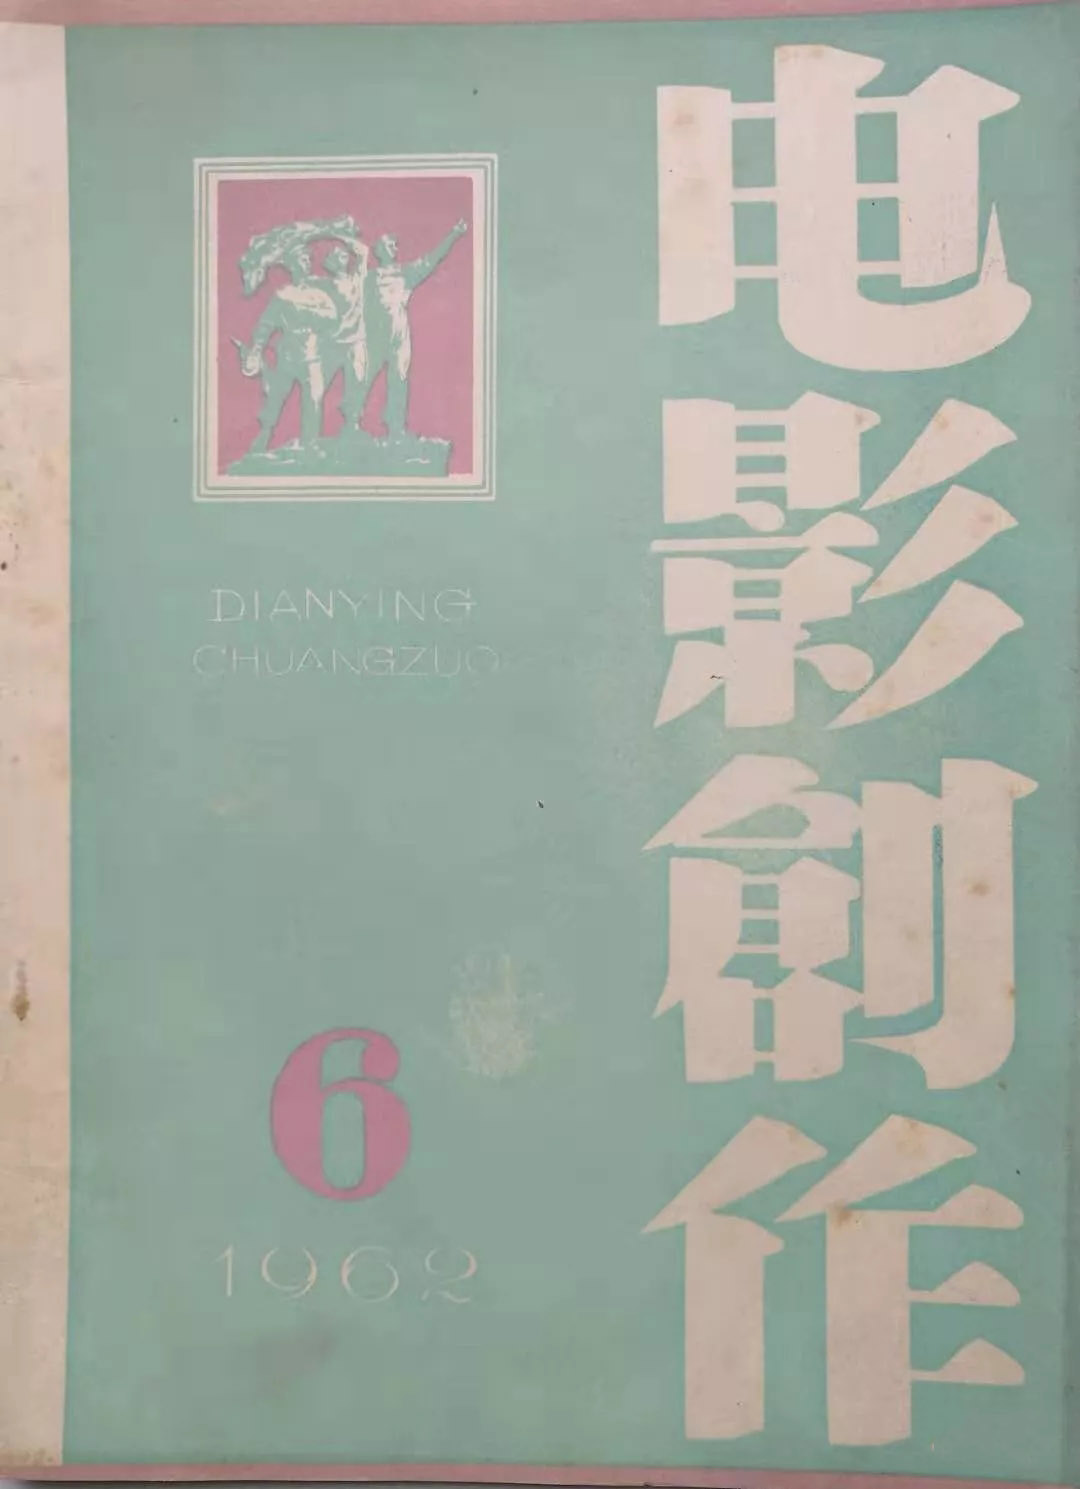 电影創作
DIANYING
CHUANGZUO
6
1962